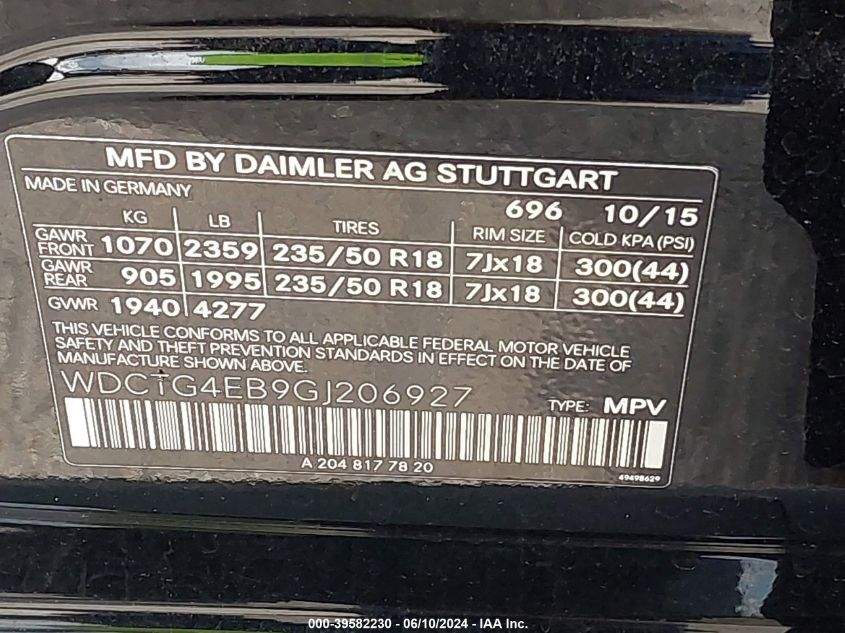 MFD BY DAIMLER AG STUTTGART
MADE IN GERMANY 696 10/15
KG LB TIRES RIM SIZE COLD KPA (PSI)
GAWR FRONT 1070 2359 235/50 R18 7Jx18 300(44)
GAWR REAR 905 1995 235/50 R18 7Jx18 300(44)
GVWR 1940 4277
THIS VEHICLE CONFORMS TO ALL APPLICABLE FEDERAL MOTOR VEHICLE
SAFETY AND THEFT PREVENTION STANDARDS IN EFFECT ON THE DATE OF
MANUFACTURE SHOWN ABOVE.
WDCTG4EB9GJ206927 TYPE: MPV
A 204 817 78 20
49498629
000-39582230 - 06/10/2024 - IAA Inc.